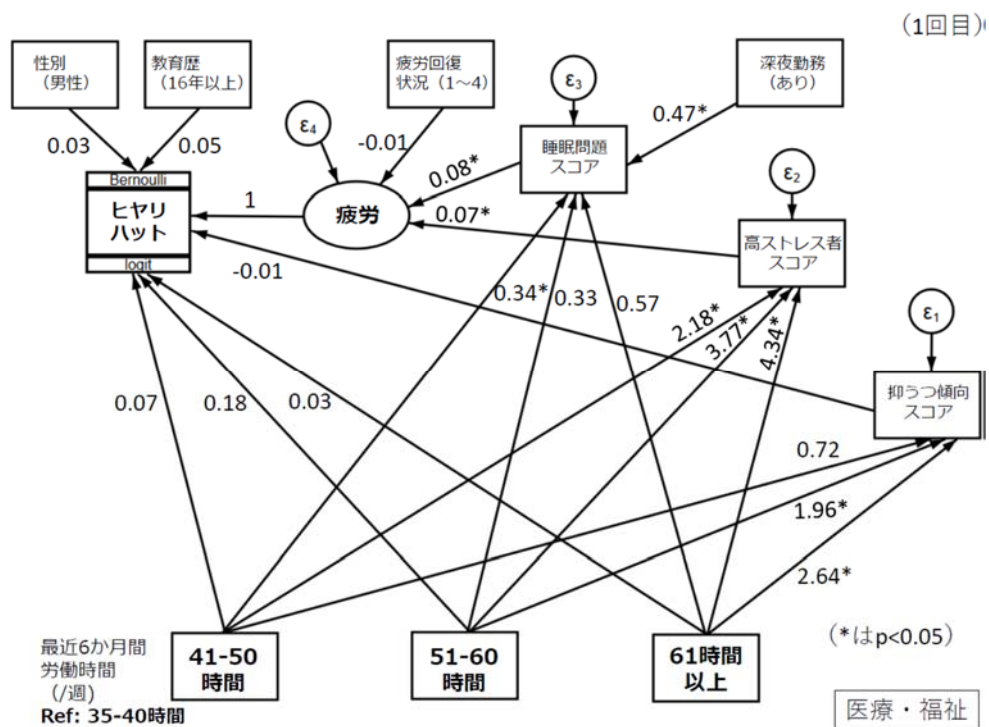 (1回目)
性別
(男性)
教育歴
(16年以上)
疲労回復
状況 (1～4)
深夜勤務
(あり)
ε4
ε3
0.03
0.05
-0.01
0.47*
Bernoulli
ヒヤリ
ハット
logit
1
疲労
0.08*
0.07*
睡眠問題
スコア
ε2
高ストレス者
スコア
-0.01
0.34*
0.33
0.57
2.18*
3.77*
4.34*
ε1
抑うつ傾向
スコア
0.07
0.18
0.03
0.72
1.96*
2.64*
最近6か月間
労働時間
(/週)
Ref: 35-40時間
41-50
時間
51-60
時間
61時間
以上
(*はp<0.05)
医療・福祉